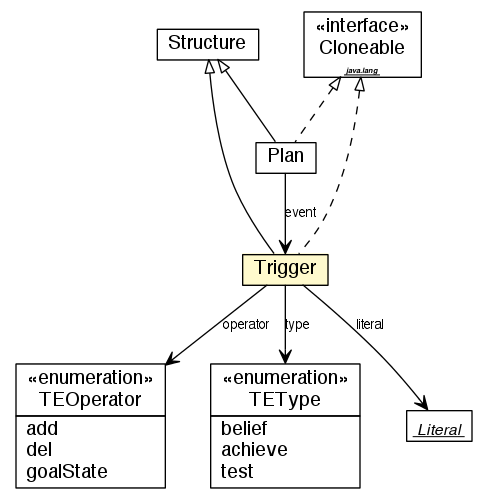 Structure
«interface»
Cloneable
java.lang
Plan
event
Trigger
operator
type
literal
«enumeration»
TEOperator
add
del
goalState
«enumeration»
TEType
belief
achieve
test
Literal